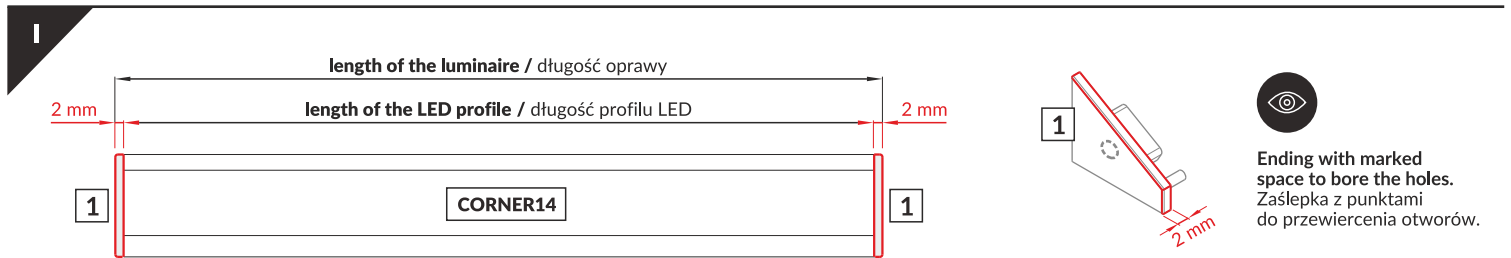 I
length of the luminaire / długość oprawy
2 mm
length of the LED profile / długość profilu LED
2 mm
1
CORNER14
1
1
2 mm
Ending with marked
space to bore the holes.
Zaślepka z punktami
do przewiercenia otworów.